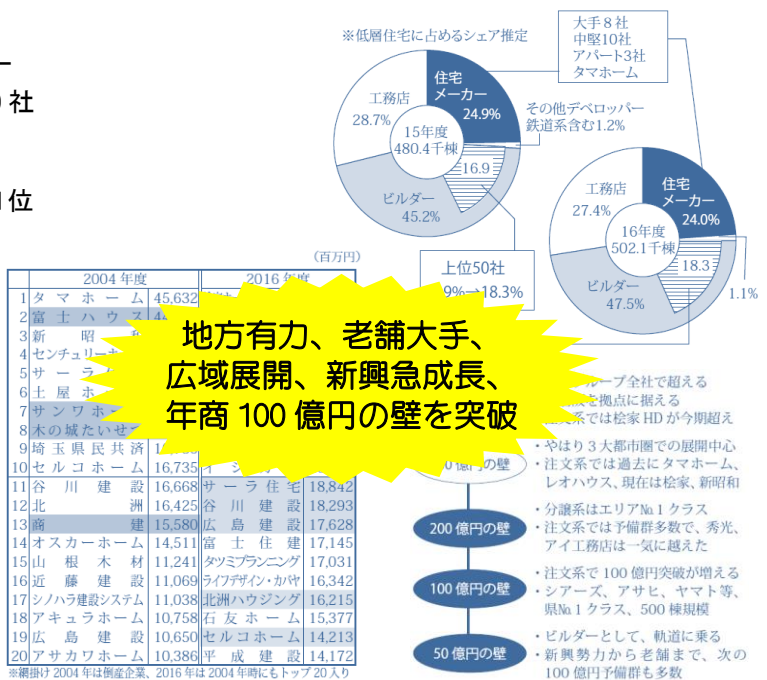 ー
社
位
※低層住宅に占めるシェア推定
大手8社
中堅10社
アパート3社
タマホーム
住宅
メーカー
24.9%
工務店
28.7%
15年度
480.4千棟
16.9
ビルダー
45.2%
その他デベロッパー
鉄道系含む1.2%
住宅
メーカー
24.0%
工務店
27.4%
16年度
502.1千棟
18.3
ビルダー
47.5%
1.1%
上位50社
9%→18.3%
(百万円)
2004年度 2016年度
1 タマホーム 45,632
2 富士ハウス
3 新昭和
4 センチュリーホ
5 サーラ
6 土屋ホ
7 サンワホ
8 木の城たいせつ
9 埼玉県民共済
10 セルコホーム 16,735
11 谷川建設 16,668 サーラ住宅 18,842
12 北洲 16,425 谷川建設 18,293
13 商建 15,580 広島建設 17,628
14 オスカーホーム 14,511 富士住建 17,145
15 山根木材 11,241 タツミプランニング 17,031
16 近藤建設 11,069 ライフデザイン・カバヤ 16,342
17 シノハラ建設システム 11,038 北洲ハウジング 16,215
18 アキュラホーム 10,758 石友ホーム 15,377
19 広島建設 10,650 セルコホーム 14,213
20 アサカワホーム 10,386 平成建設 14,172
※網掛け2004年は倒産企業、2016年は2004年時にもトップ20入り
地方有力、老舗大手、
広域展開、新興急成長、
年商100億円の壁を突破
ループ全社で超える
を拠点に据える
文系では桧家HDが今期超え
0億円の壁
・やはり3大都市圏での展開中心
・注文系では過去にタマホーム、
レオハウス、現在は桧家、新昭和
200億円の壁
・分譲系はエリア№1クラス
・注文系では予備群多数で、秀光、
アイ工務店は一気に越えた
100億円の壁
・注文系で100億円突破が増える
・シアーズ、アサヒ、ヤマト等、
県№1クラス、500棟規模
50億円の壁
・ビルダーとして、軌道に乗る
・新興勢力から老舗まで、次の
100億円予備群も多数